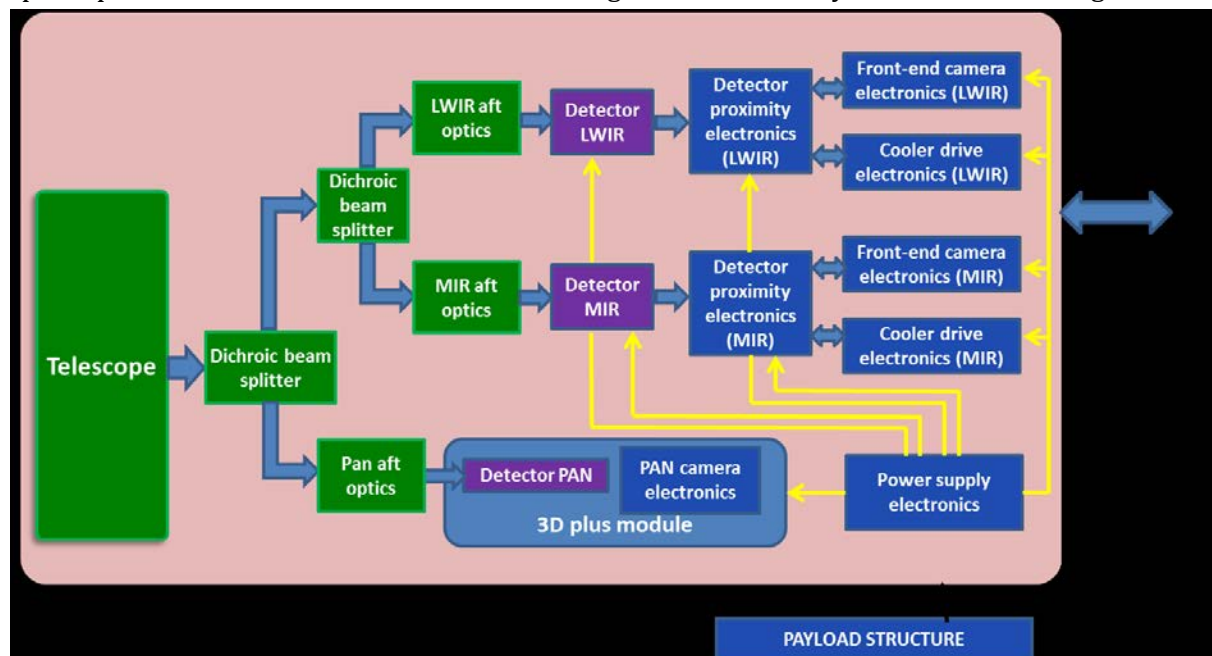 Telescope
Dichroic beam
splitter
Dichroic
beam
splitter
LWIR aft
optics
Detector
LWIR
Detector
proximity
electronics
(LWIR)
Front-end camera
electronics (LWIR)
Cooler drive
electronics (LWIR)
MIR aft
optics
Detector
MIR
Detector
proximity
electronics
(MIR)
Front-end camera
electronics (MIR)
Cooler drive
electronics (MIR)
Pan aft
optics
Detector PAN
PAN camera
electronics
3D plus module
Power supply
electronics
PAYLOAD STRUCTURE